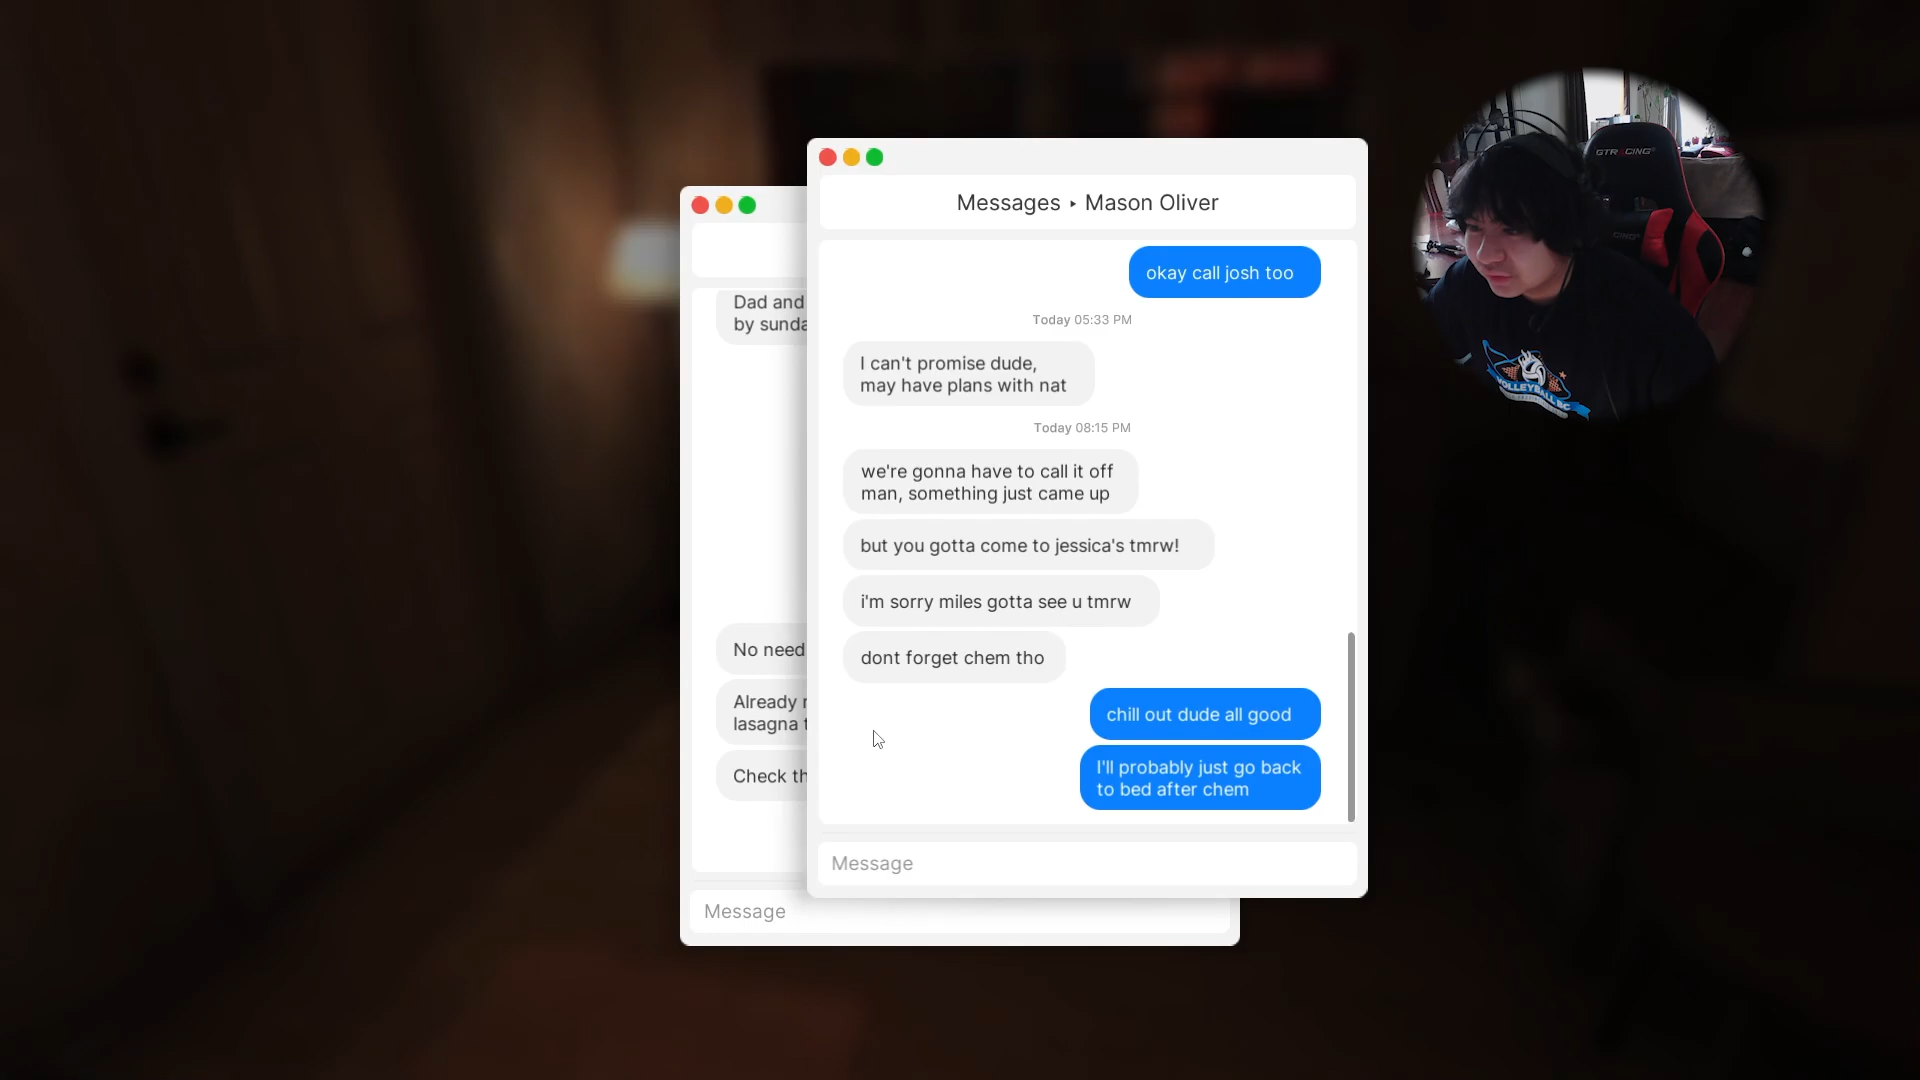 Messages ‣ Mason Oliver
okay call josh too
Today 05:33 PM
I can't promise dude,
may have plans with nat
Today 08:15 PM
we're gonna have to call it off
man, something just came up
but you gotta come to jessica's tmrw!
i'm sorry miles gotta see u tmrw
dont forget chem tho
chill out dude all good
I'll probably just go back
to bed after chem
Message
Dad and
by sunda
No need
Already
lasagna
Check th
Message
GTRACING
VOLLEYBALL BC